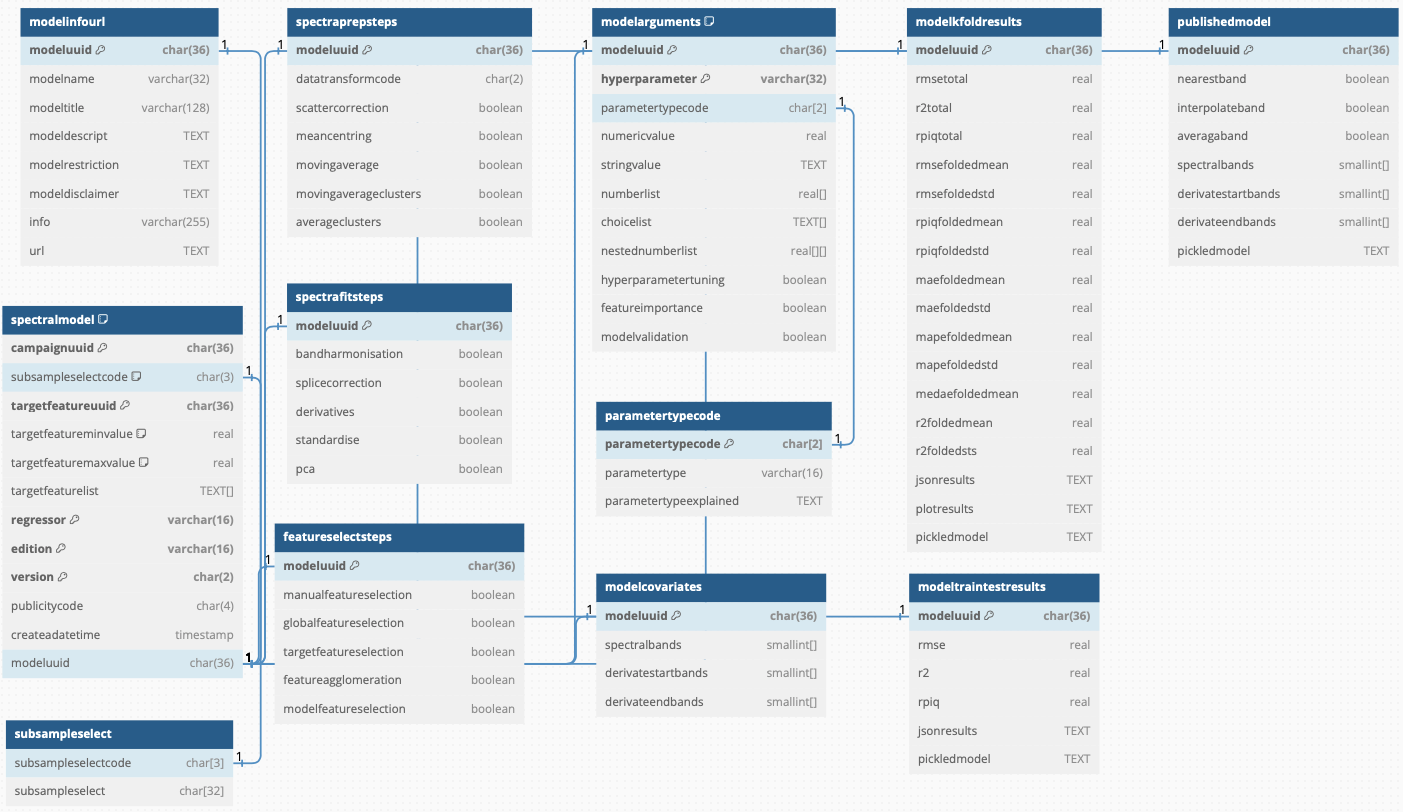 modelinfourl
modeluuid char(36)
modelname varchar(32)
modeltitle varchar(128)
modeldescript TEXT
modelrestriction TEXT
modeldisclaimer TEXT
info varchar(255)
url TEXT
1
spectraprepsteps
modeluuid char(36)
datatransformcode char(2)
scattercorrection boolean
meancentring boolean
movingaverage boolean
movingaverageclusters boolean
averageclusters boolean
1
modelarguments
modeluuid char(36)
hyperparameter varchar(32)
parametertypecode char[2]
numericvalue real
stringvalue TEXT
numberlist real[]
choicelist TEXT[]
nestednumberlist real[][]
hyperparametertuning boolean
featureimportance boolean
modelvalidation boolean
1
1
modelkfoldresults
modeluuid char(36)
rmsetotal real
r2total real
rpiqtotal real
rmsefoldedmean real
rmsefoldedstd real
rpiqfoldedmean real
rpiqfoldedstd real
maefoldedmean real
maefoldedstd real
mapefoldedmean real
mapefoldedstd real
medaefoldedmean real
r2foldedmean real
r2foldedsts real
jsonresults TEXT
plotresults TEXT
pickledmodel TEXT
1
publishedmodel
modeluuid char(36)
nearestband boolean
interpolateband boolean
averagaband boolean
spectralbands smallint[]
derivatestartbands smallint[]
derivateendbands smallint[]
pickledmodel TEXT
1
spectralmodel
campaignuuid char(36)
subsampleselectcode char(3)
targetfeatureuuid char(36)
targetfeatureminvalue real
targetfeaturemaxvalue real
targetfeaturelist TEXT[]
regressor varchar(16)
edition varchar(16)
version char(2)
publicitycode char(4)
createadatetime timestamp
modeluuid char(36)
1
1
spectrafitsteps
modeluuid char(36)
bandharmonisation boolean
splicecorrection boolean
derivatives boolean
standardise boolean
pca boolean
1
parametertypecode
parametertypecode char[2]
parametertype varchar(16)
parametertypeexplained TEXT
1
featureselectsteps
modeluuid char(36)
manualfeatureselection boolean
globalfeatureselection boolean
targetfeatureselection boolean
featureagglomeration boolean
modelfeatureselection boolean
1
modelcovariates
modeluuid char(36)
spectralbands smallint[]
derivatestartbands smallint[]
derivateendbands smallint[]
1
modeltraintestresults
modeluuid char(36)
rmse real
r2 real
rpiq real
jsonresults TEXT
pickledmodel TEXT
1
subsampleselect
subsampleselectcode char[3]
subsampleselect char[32]
1